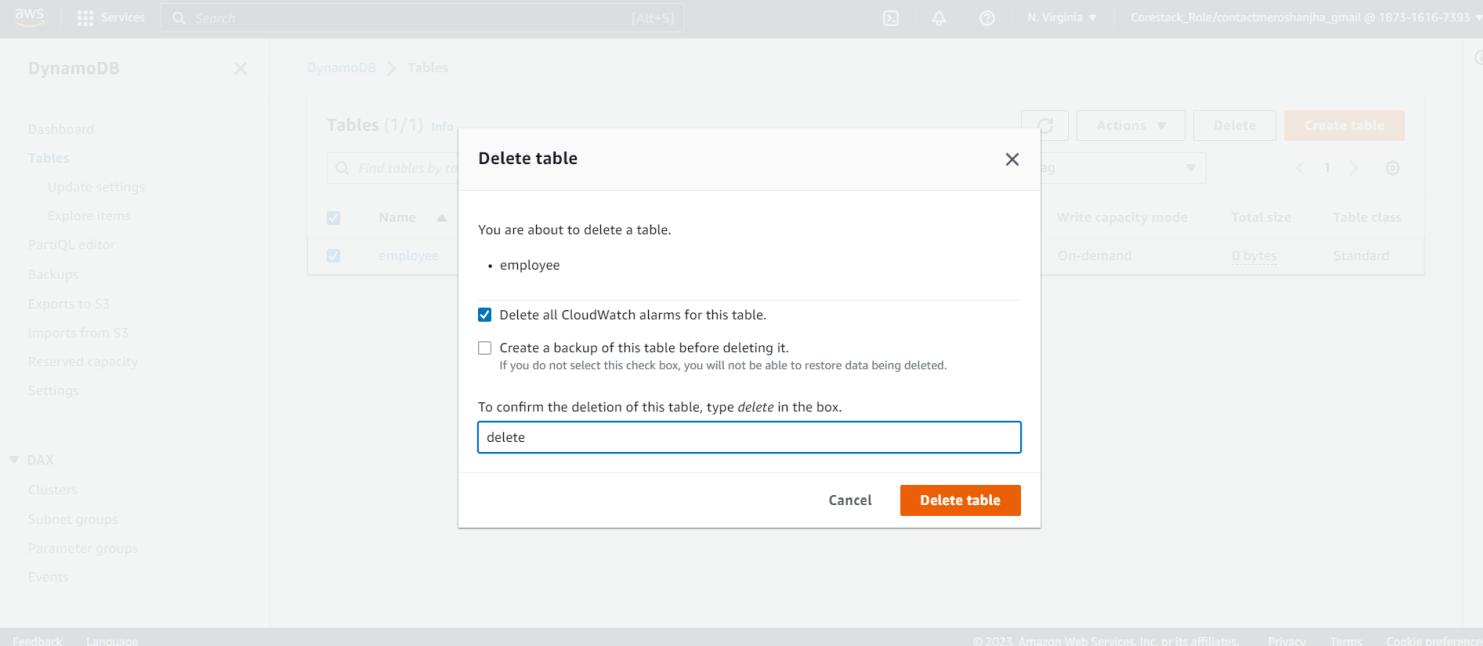 aws Services Search [Alt+S] N. Virginia Corestack_Role/contactmeroshanjha_gmail @ 1873-1616-7393
DynamoDB
DynamoDB Tables
Dashboard
Tables
Update settings
Explore items
PartiQL editor
Backups
Exports to S3
Imports from S3
Reserved capacity
Settings
DAX
Clusters
Subnet groups
Parameter groups
Events
Tables (1/1) Info
Actions Delete Create table
Find tables by
1
Name Write capacity mode Total size Table class
employee On-demand 0 bytes Standard
Delete table
You are about to delete a table.
• employee
Delete all CloudWatch alarms for this table.
Create a backup of this table before deleting it.
If you do not select this check box, you will not be able to restore data being deleted.
To confirm the deletion of this table, type delete in the box.
delete
Cancel Delete table
Feedback Language © 2023, Amazon Web Services, Inc. or its affiliates. Privacy Terms Cookie preferences